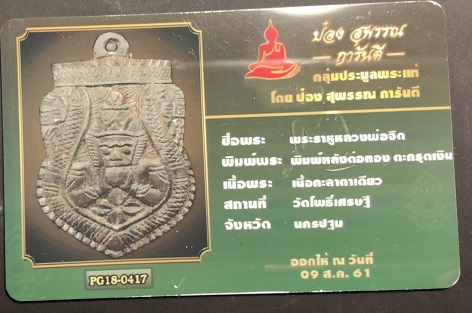 ป๋อง สุพรรณ
การันตี
กลุ่มประมูลพระแท้
โดย ป๋อง สุพรรณ การันตี
ชื่อพระ พระราหูหลวงพ่อจิด
พิมพ์พระ พิมพ์หลังต่อทอง ตะกรุดเงิน
เนื้อพระ เนื้อกะลาตาเดียว
สถานที่ วัดโพธิ์เศรษฐี
จังหวัด นครปฐม
ออกให้ ณ วันที่
09 ส.ค. 61
PG18-0417